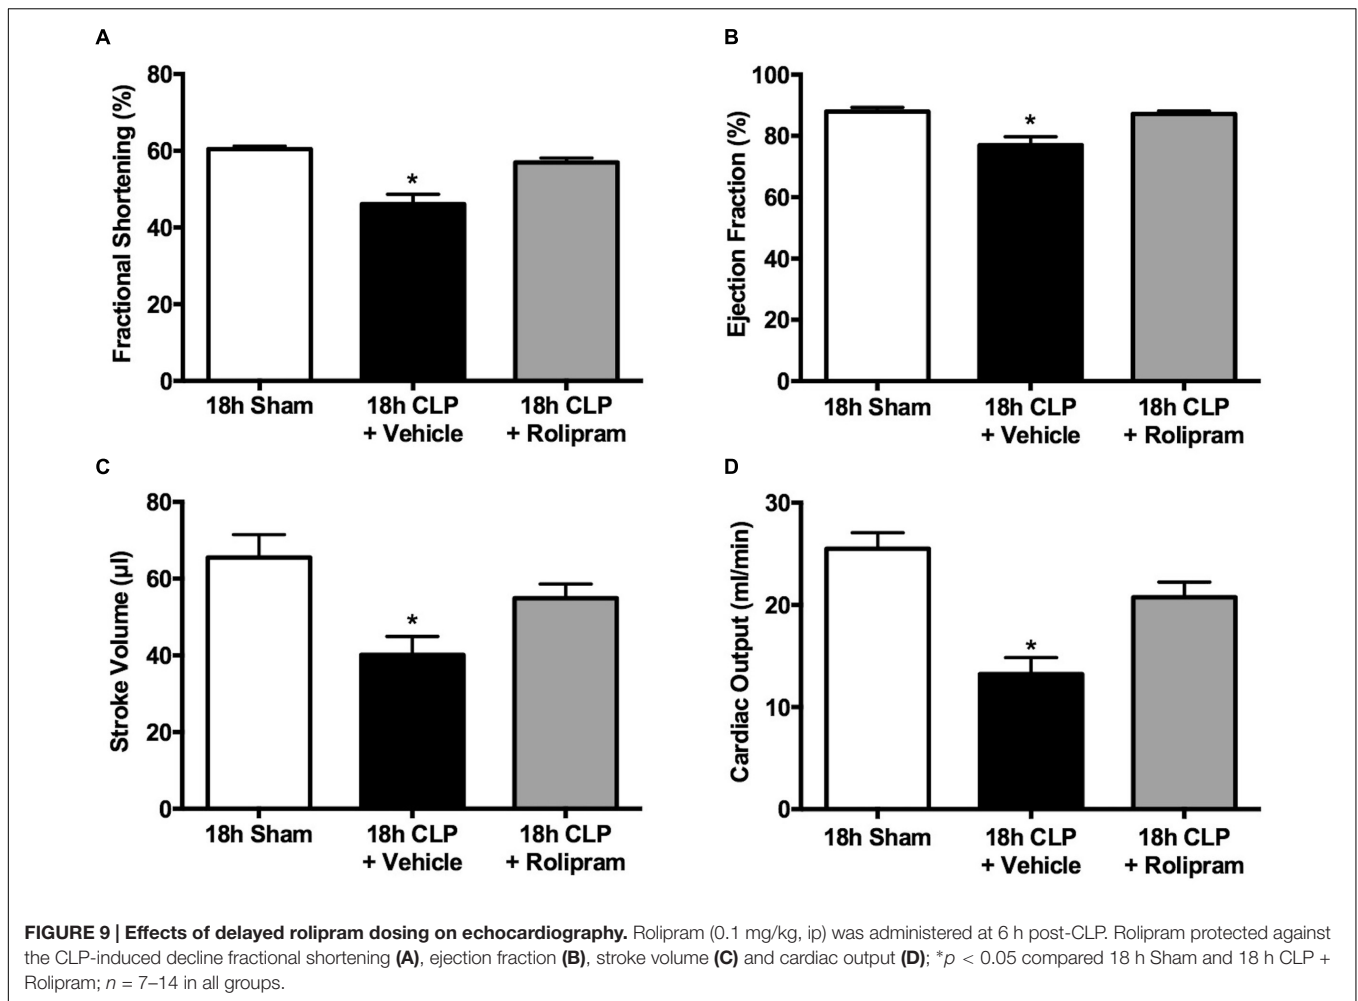 A
80
60
40
20
0
Fractional Shortening (%)
*
18h Sham
18h CLP
+ Vehicle
18h CLP
+ Rolipram
B
100
80
60
40
20
0
Ejection Fraction (%)
*
18h Sham
18h CLP
+ Vehicle
18h CLP
+ Rolipram
C
80
60
40
20
0
Stroke Volume (µl)
*
18h Sham
18h CLP
+ Vehicle
18h CLP
+ Rolipram
D
30
20
10
0
Cardiac Output (ml/min)
*
18h Sham
18h CLP
+ Vehicle
18h CLP
+ Rolipram
FIGURE 9 | Effects of delayed rolipram dosing on echocardiography. Rolipram (0.1 mg/kg, ip) was administered at 6 h post-CLP. Rolipram protected against
the CLP-induced decline fractional shortening (A), ejection fraction (B), stroke volume (C) and cardiac output (D); *p < 0.05 compared 18 h Sham and 18 h CLP +
Rolipram; n = 7–14 in all groups.